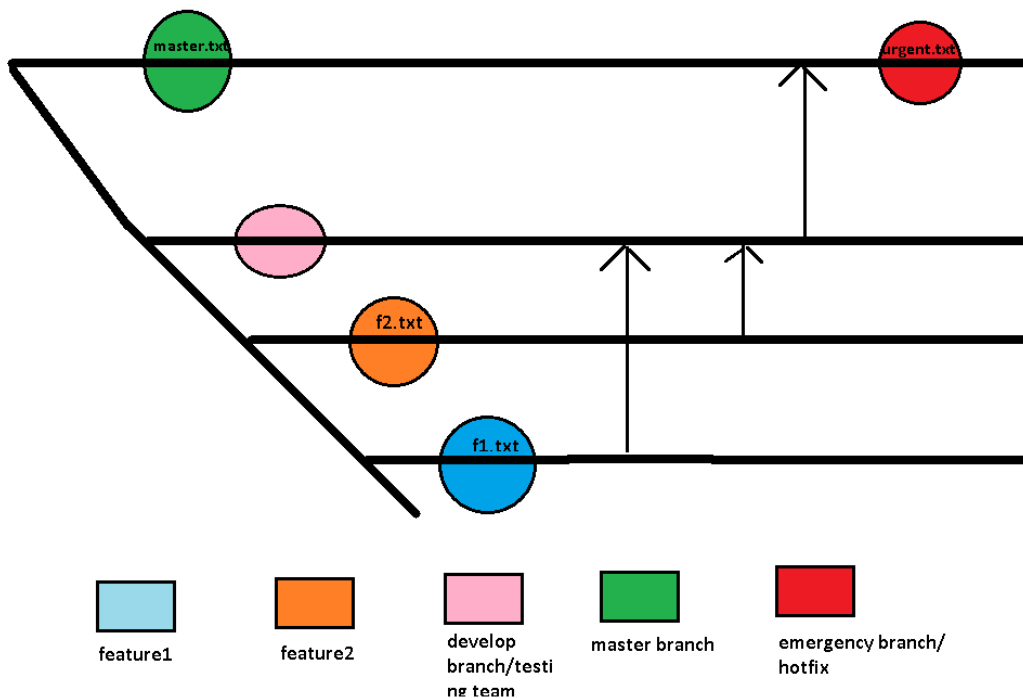 master.txt
urgent.txt
f2.txt
f1.txt
feature1
feature2
develop
branch/testi
ng team
master branch
emergency branch/
hotfix